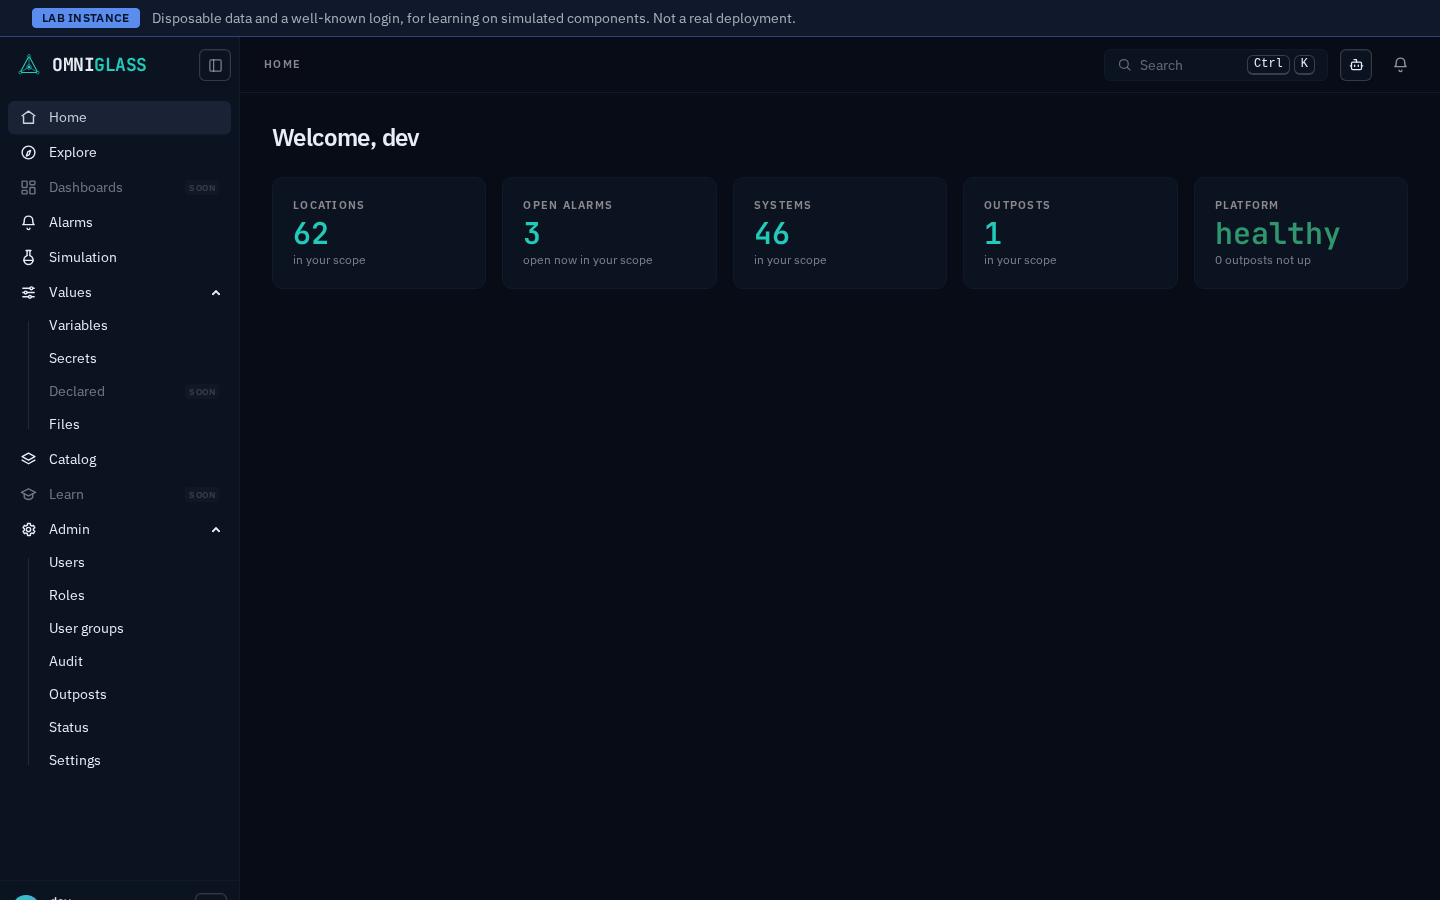 LAB INSTANCE Disposable data and a well-known login, for learning on simulated components. Not a real deployment.
OMNIGLASS
HOME
Search Ctrl K
Home
Explore
Dashboards SOON
Alarms
Simulation
Values
Variables
Secrets
Declared SOON
Files
Catalog
Learn SOON
Admin
Users
Roles
User groups
Audit
Outposts
Status
Settings
Welcome, dev
LOCATIONS
62
in your scope
OPEN ALARMS
3
open now in your scope
SYSTEMS
46
in your scope
OUTPOSTS
1
in your scope
PLATFORM
healthy
0 outposts not up